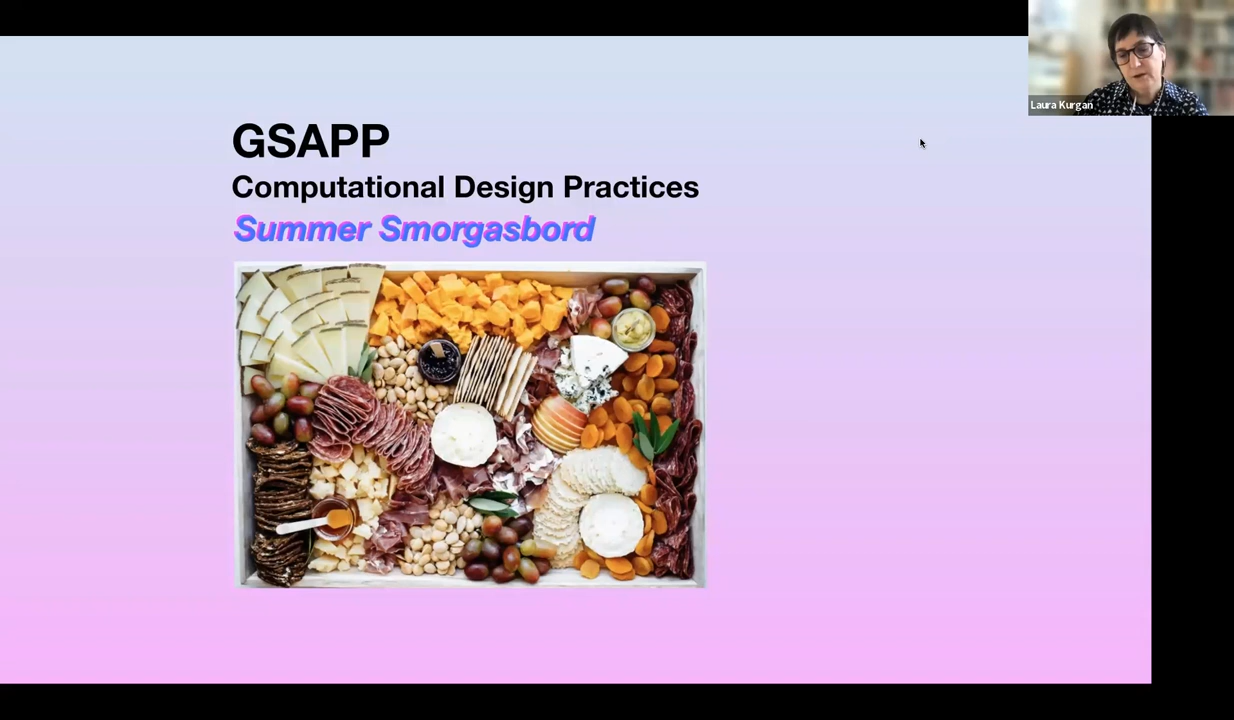 GSAPP
Computational Design Practices
Summer Smorgasbord
Laura Kurgan